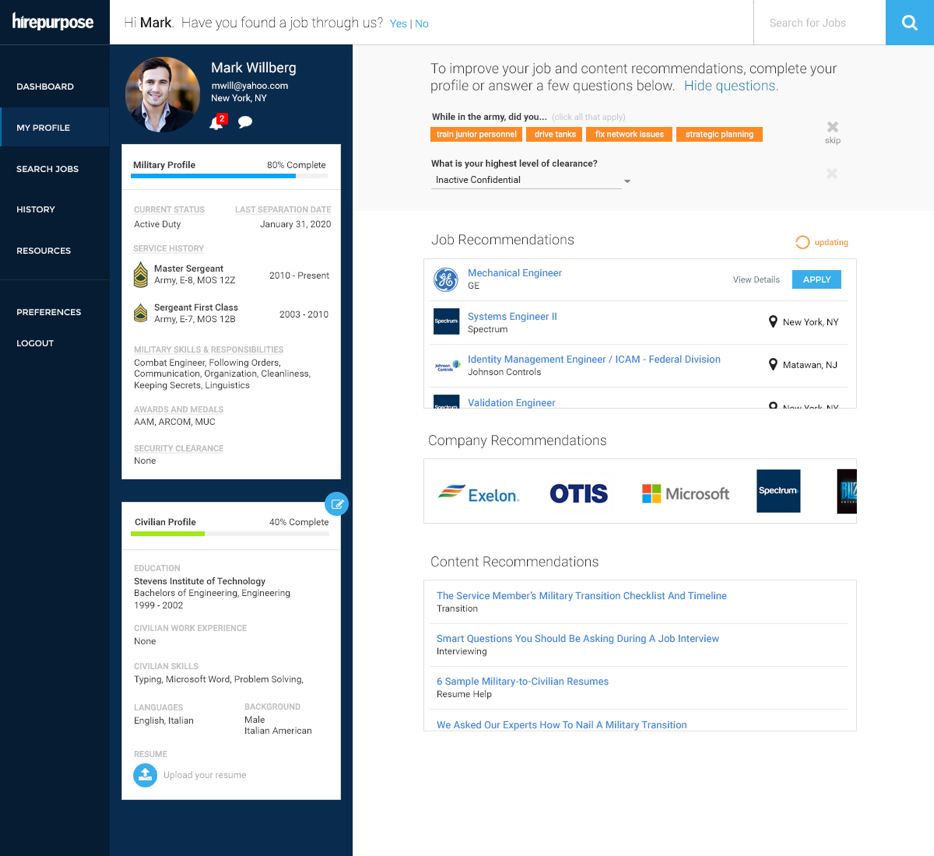 hirepurpose
Hi Mark. Have you found a job through us? Yes | No
Search for Jobs
DASHBOARD
MY PROFILE
SEARCH JOBS
HISTORY
RESOURCES
PREFERENCES
LOGOUT
Mark Willberg
mwill@yahoo.com
New York, NY
2
Military Profile 80% Complete
CURRENT STATUS LAST SEPARATION DATE
Active Duty January 31, 2020
SERVICE HISTORY
Master Sergeant
Army, E-8, MOS 12Z 2010 - Present
Sergeant First Class
Army, E-7, MOS 12B 2003 - 2010
MILITARY SKILLS & RESPONSIBILITIES
Combat Engineer, Following Orders,
Communication, Organization, Cleanliness,
Keeping Secrets, Linguistics
AWARDS AND MEDALS
AAM, ARCOM, MUC
SECURITY CLEARANCE
None
Civilian Profile 40% Complete
EDUCATION
Stevens Institute of Technology
Bachelors of Engineering, Engineering
1999 - 2002
CIVILIAN WORK EXPERIENCE
None
CIVILIAN SKILLS
Typing, Microsoft Word, Problem Solving,
LANGUAGES BACKGROUND
English, Italian Male
Italian American
RESUME
Upload your resume
To improve your job and content recommendations, complete your
profile or answer a few questions below. Hide questions.
While in the army, did you... (click all that apply)
train junior personnel drive tanks fix network issues strategic planning
skip
What is your highest level of clearance?
Inactive Confidential
Job Recommendations updating
Mechanical Engineer
GE
View Details APPLY
Spectrum
Systems Engineer II
Spectrum
New York, NY
Johnson
Controls
Identity Management Engineer / ICAM - Federal Division
Johnson Controls
Matawan, NJ
Spectrum
Validation Engineer
New York, NY
Company Recommendations
Exelon. OTIS Microsoft Spectrum
Content Recommendations
The Service Member's Military Transition Checklist And Timeline
Transition
Smart Questions You Should Be Asking During A Job Interview
Interviewing
6 Sample Military-to-Civilian Resumes
Resume Help
We Asked Our Experts How To Nail A Military Transition